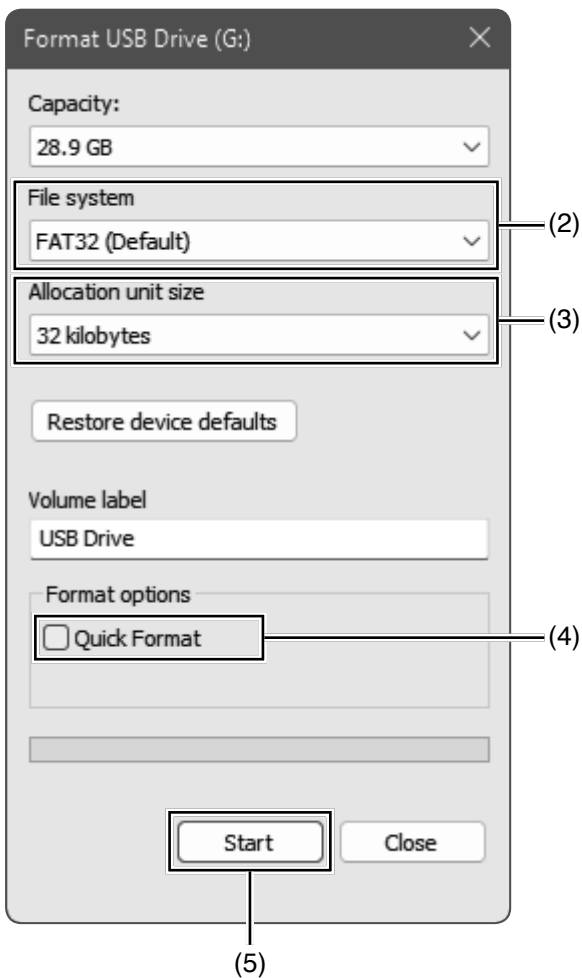 Format USB Drive (G:)
Capacity:
28.9 GB
File system
FAT32 (Default)
(2)
Allocation unit size
32 kilobytes
(3)
Restore device defaults
Volume label
USB Drive
Format options
Quick Format
(4)
Start Close
(5)